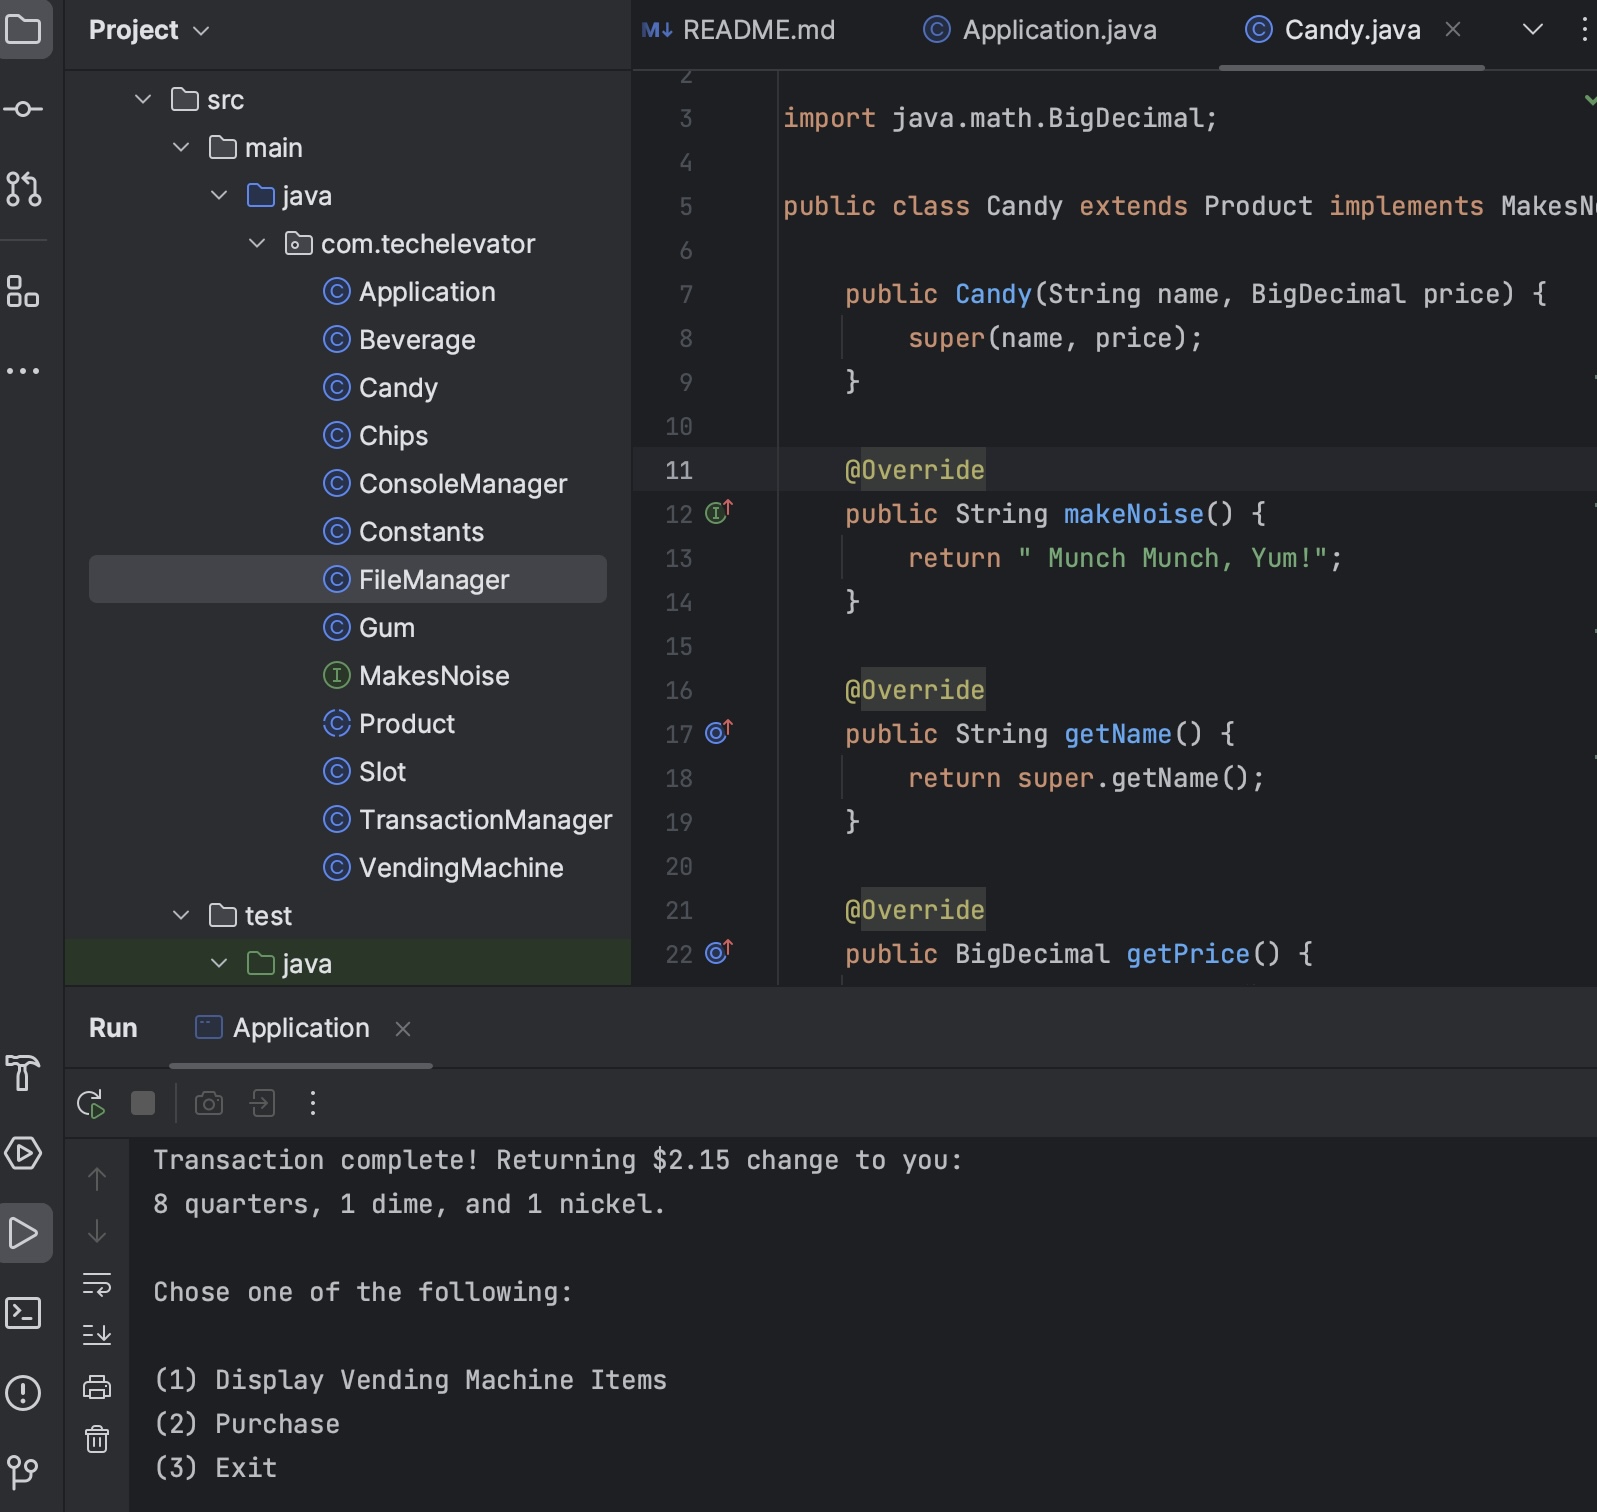 Project
README.md
Application.java
Candy.java
src
main
java
com.techelevator
Application
Beverage
Candy
Chips
ConsoleManager
Constants
FileManager
Gum
MakesNoise
Product
Slot
TransactionManager
VendingMachine
test
java
2
3 import java.math.BigDecimal;
4
5 public class Candy extends Product implements MakesN
6
7 public Candy(String name, BigDecimal price) {
8 super(name, price);
9 }
10
11 @Override
12 public String makeNoise() {
13 return " Munch Munch, Yum!";
14 }
15
16 @Override
17 public String getName() {
18 return super.getName();
19 }
20
21 @Override
22 public BigDecimal getPrice() {
Run
Application
Transaction complete! Returning $2.15 change to you:
8 quarters, 1 dime, and 1 nickel.
Chose one of the following:
(1) Display Vending Machine Items
(2) Purchase
(3) Exit